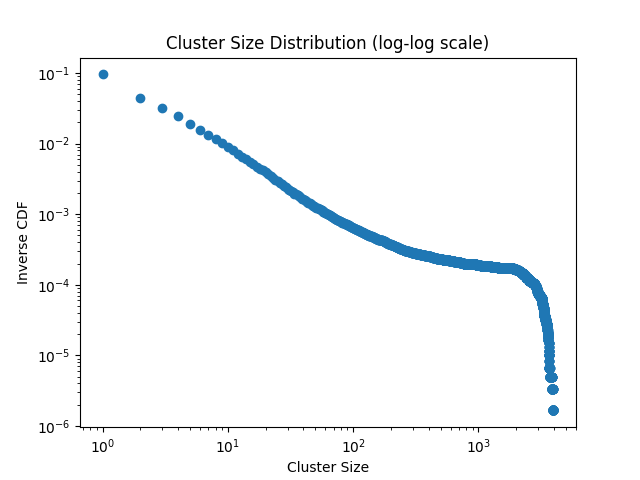 Cluster Size Distribution (log-log scale)
Inverse CDF
10⁻¹
10⁻²
10⁻³
10⁻⁴
10⁻⁵
10⁻⁶
10⁰ 10¹ 10² 10³
Cluster Size